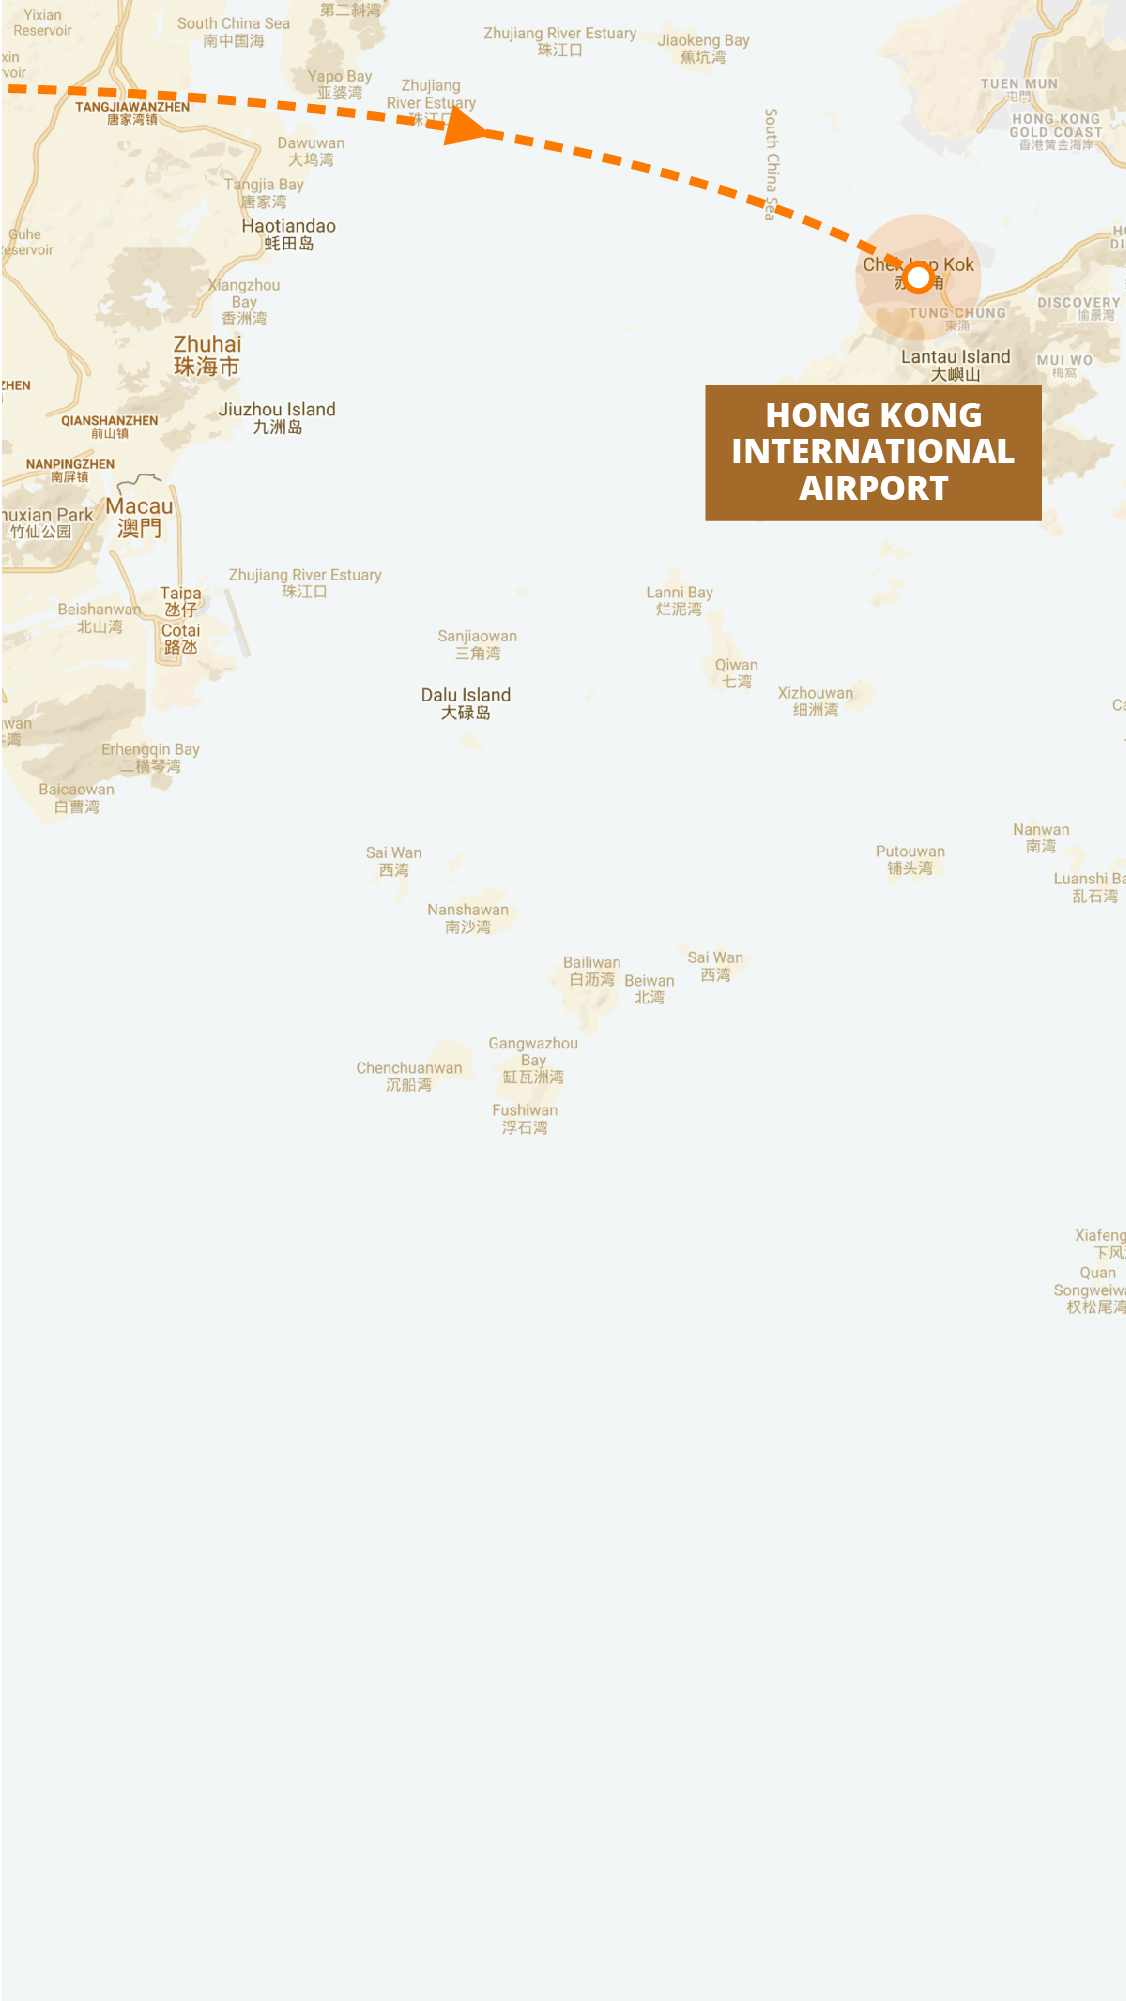 第二斜湾
Yixian
Reservoir
South China Sea
南中国海
Zhujiang River Estuary
珠江口
Jiaokeng Bay
蕉坑湾
xin
voir
Yapo Bay
亚婆湾
Zhujiang
River Estuary
珠江口
TUEN MUN
屯門
TANGJIAWANZHEN
唐家湾镇
HONG KONG
GOLD COAST
香港黃金海岸
South China Sea
Dawuwan
大坞湾
Tangjia Bay
唐家湾
Haotiandao
蚝田岛
Guhe
eservoir
HO
DI
Chek Lap Kok
赤鱲角
Xiangzhou
Bay
香洲湾
DISCOVERY
愉景灣
TUNG CHUNG
東涌
Zhuhai
珠海市
Lantau Island
大嶼山
MUI WO
梅窩
ZHEN
Jiuzhou Island
九洲岛
QIANSHANZHEN
前山镇
HONG KONG
INTERNATIONAL
AIRPORT
NANPINGZHEN
南屏镇
Macau
澳門
huxian Park
竹仙公园
Zhujiang River Estuary
珠江口
Taipa
氹仔
Lanni Bay
烂泥湾
Beishanwan
北山湾
Cotai
路氹
Sanjiaowan
三角湾
Qiwan
七湾
Dalu Island
大碌岛
Xizhouwan
细洲湾
Ca
wan
湾
Erhengqin Bay
二横琴湾
Baicaowan
白曹湾
Nanwan
南湾
Sai Wan
西湾
Putouwan
铺头湾
Luanshi Ba
乱石湾
Nanshawan
南沙湾
Bailiwan
白沥湾
Sai Wan
西湾
Beiwan
北湾
Gangwazhou
Bay
缸瓦洲湾
Chenchuanwan
沉船湾
Fushiwan
浮石湾
Xiafeng
下风
Quan
Songweiwa
权松尾湾